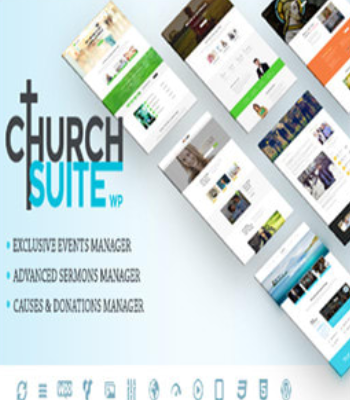 CHURCH
SUITE WP
EXCLUSIVE EVENTS MANAGER
ADVANCED SERMONS MANAGER
CAUSES & DONATIONS MANAGER